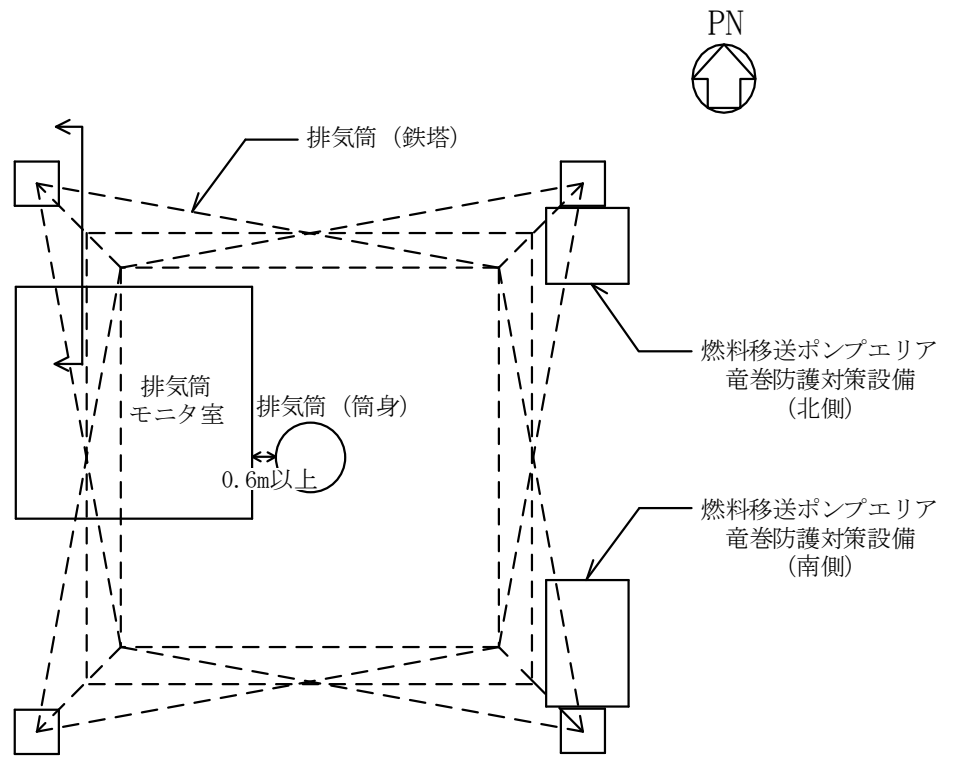 PN
排気筒（鉄塔）
燃料移送ポンプエリア
竜巻防護対策設備
（北側）
排気筒
モニタ室
排気筒（筒身）
0.6m以上
燃料移送ポンプエリア
竜巻防護対策設備
（南側）